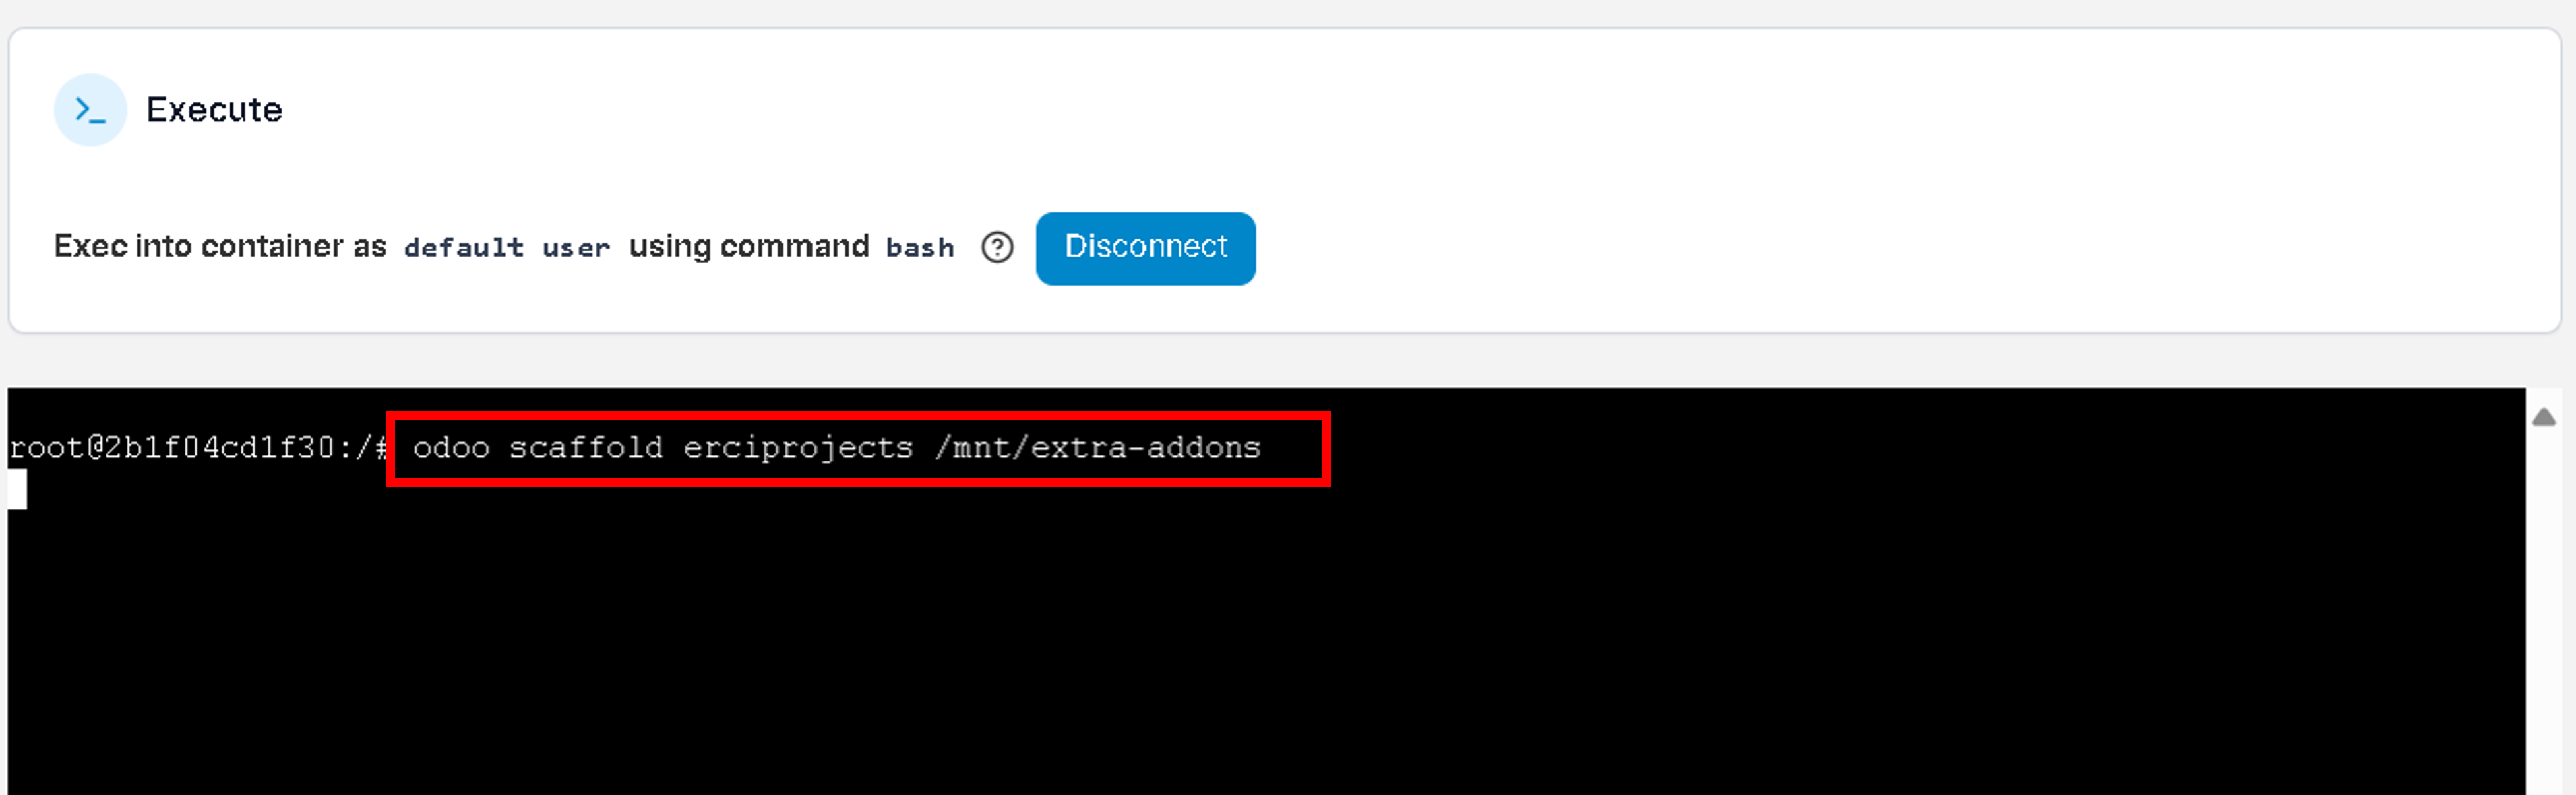 >_ Execute
Exec into container as default user using command bash ? Disconnect
root@2b1f04cd1f30:/# odoo scaffold erciprojects /mnt/extra-addons